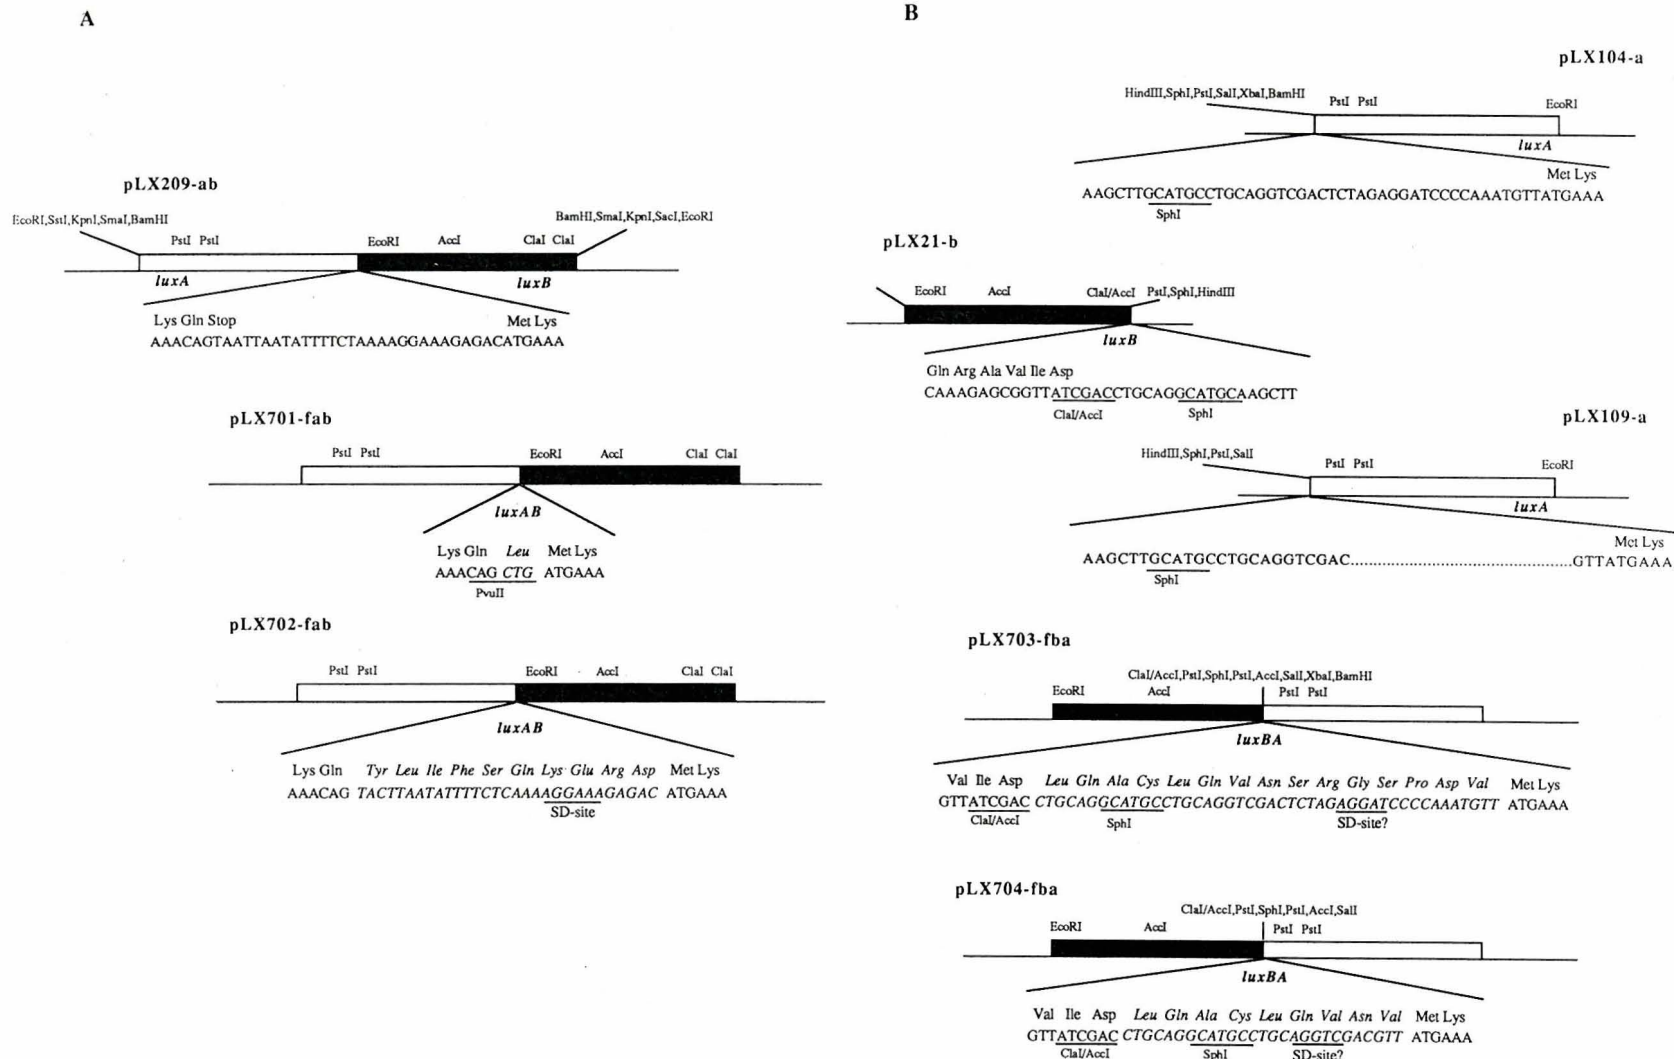 A
pLX209-ab
EcoRI,SstI,KpnI,SmaI,BamHI
BamHI,SmaI,KpnI,SacI,EcoRI
PstI PstI
EcoRI AccI ClaI ClaI
luxA luxB
Lys Gln Stop Met Lys
AAACAGTAATTAATATTTTCTAAAAGGAAAGAGACATGAAA
pLX701-fab
PstI PstI EcoRI AccI ClaI ClaI
luxAB
Lys Gln Leu Met Lys
AAACAG CTG ATGAAA
PvuII
pLX702-fab
PstI PstI EcoRI AccI ClaI ClaI
luxAB
Lys Gln Tyr Leu Ile Phe Ser Gln Lys Glu Arg Asp Met Lys
AAACAG TACTTAATATTTTCTCAAAAGGAAAGAGAC ATGAAA
SD-site
B
pLX104-a
HindIII,SphI,PstI,SalI,XbaI,BamHI
PstI PstI EcoRI
luxA
Met Lys
AAGCTTGCATGCCTGCAGGTCGACTCTAGAGGATCCCCAAATGTTATGAAA
SphI
pLX21-b
EcoRI AccI ClaI/AccI PstI,SphI,HindIII
luxB
Gln Arg Ala Val Ile Asp
CAAAGAGCGGTTATCGACCTGCAGGCATGCAAGCTT
ClaI/AccI SphI
pLX109-a
HindIII,SphI,PstI,SalI
PstI PstI EcoRI
luxA
Met Lys
AAGCTTGCATGCCTGCAGGTCGAC..........................................GTTATGAAA
SphI
pLX703-fba
ClaI/AccI,PstI,SphI,PstI,AccI,SalI,XbaI,BamHI
EcoRI AccI PstI PstI
luxBA
Val Ile Asp Leu Gln Ala Cys Leu Gln Val Asn Ser Arg Gly Ser Pro Asp Val Met Lys
GTTATCGAC CTGCAGGCATGCCTGCAGGTCGACTCTAGAGGATCCCCAAATGTT ATGAAA
ClaI/AccI SphI SD-site?
pLX704-fba
ClaI/AccI,PstI,SphI,PstI,AccI,SalI
EcoRI AccI PstI PstI
luxBA
Val Ile Asp Leu Gln Ala Cys Leu Gln Val Asn Val Met Lys
GTTATCGAC CTGCAGGCATGCCTGCAGGTCGACGTT ATGAAA
ClaI/AccI SphI SD-site?